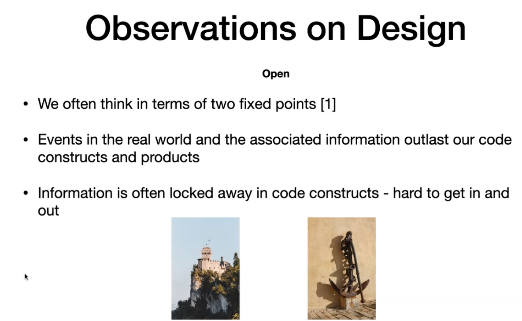 Observations on Design
Open
• We often think in terms of two fixed points [1]
• Events in the real world and the associated information outlast our code
constructs and products
• Information is often locked away in code constructs - hard to get in and
out